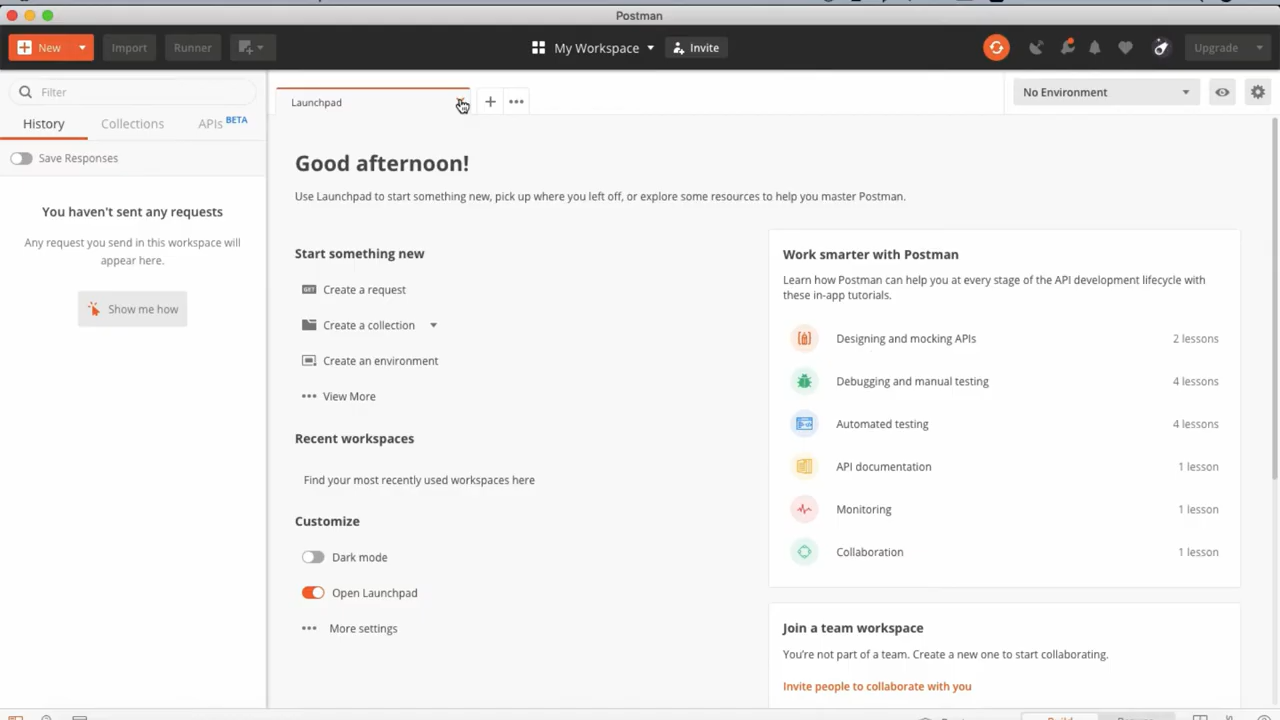 Postman
New
Import
Runner
My Workspace
Invite
Upgrade
Filter
History
Collections
APIs BETA
Save Responses
You haven't sent any requests
Any request you send in this workspace will
appear here.
Show me how
Launchpad
No Environment
Good afternoon!
Use Launchpad to start something new, pick up where you left off, or explore some resources to help you master Postman.
Start something new
GET Create a request
Create a collection
Create an environment
View More
Recent workspaces
Find your most recently used workspaces here
Customize
Dark mode
Open Launchpad
More settings
Work smarter with Postman
Learn how Postman can help you at every stage of the API development lifecycle with
these in-app tutorials.
Designing and mocking APIs 2 lessons
Debugging and manual testing 4 lessons
Automated testing 4 lessons
API documentation 1 lesson
Monitoring 1 lesson
Collaboration 1 lesson
Join a team workspace
You're not part of a team. Create a new one to start collaborating.
Invite people to collaborate with you